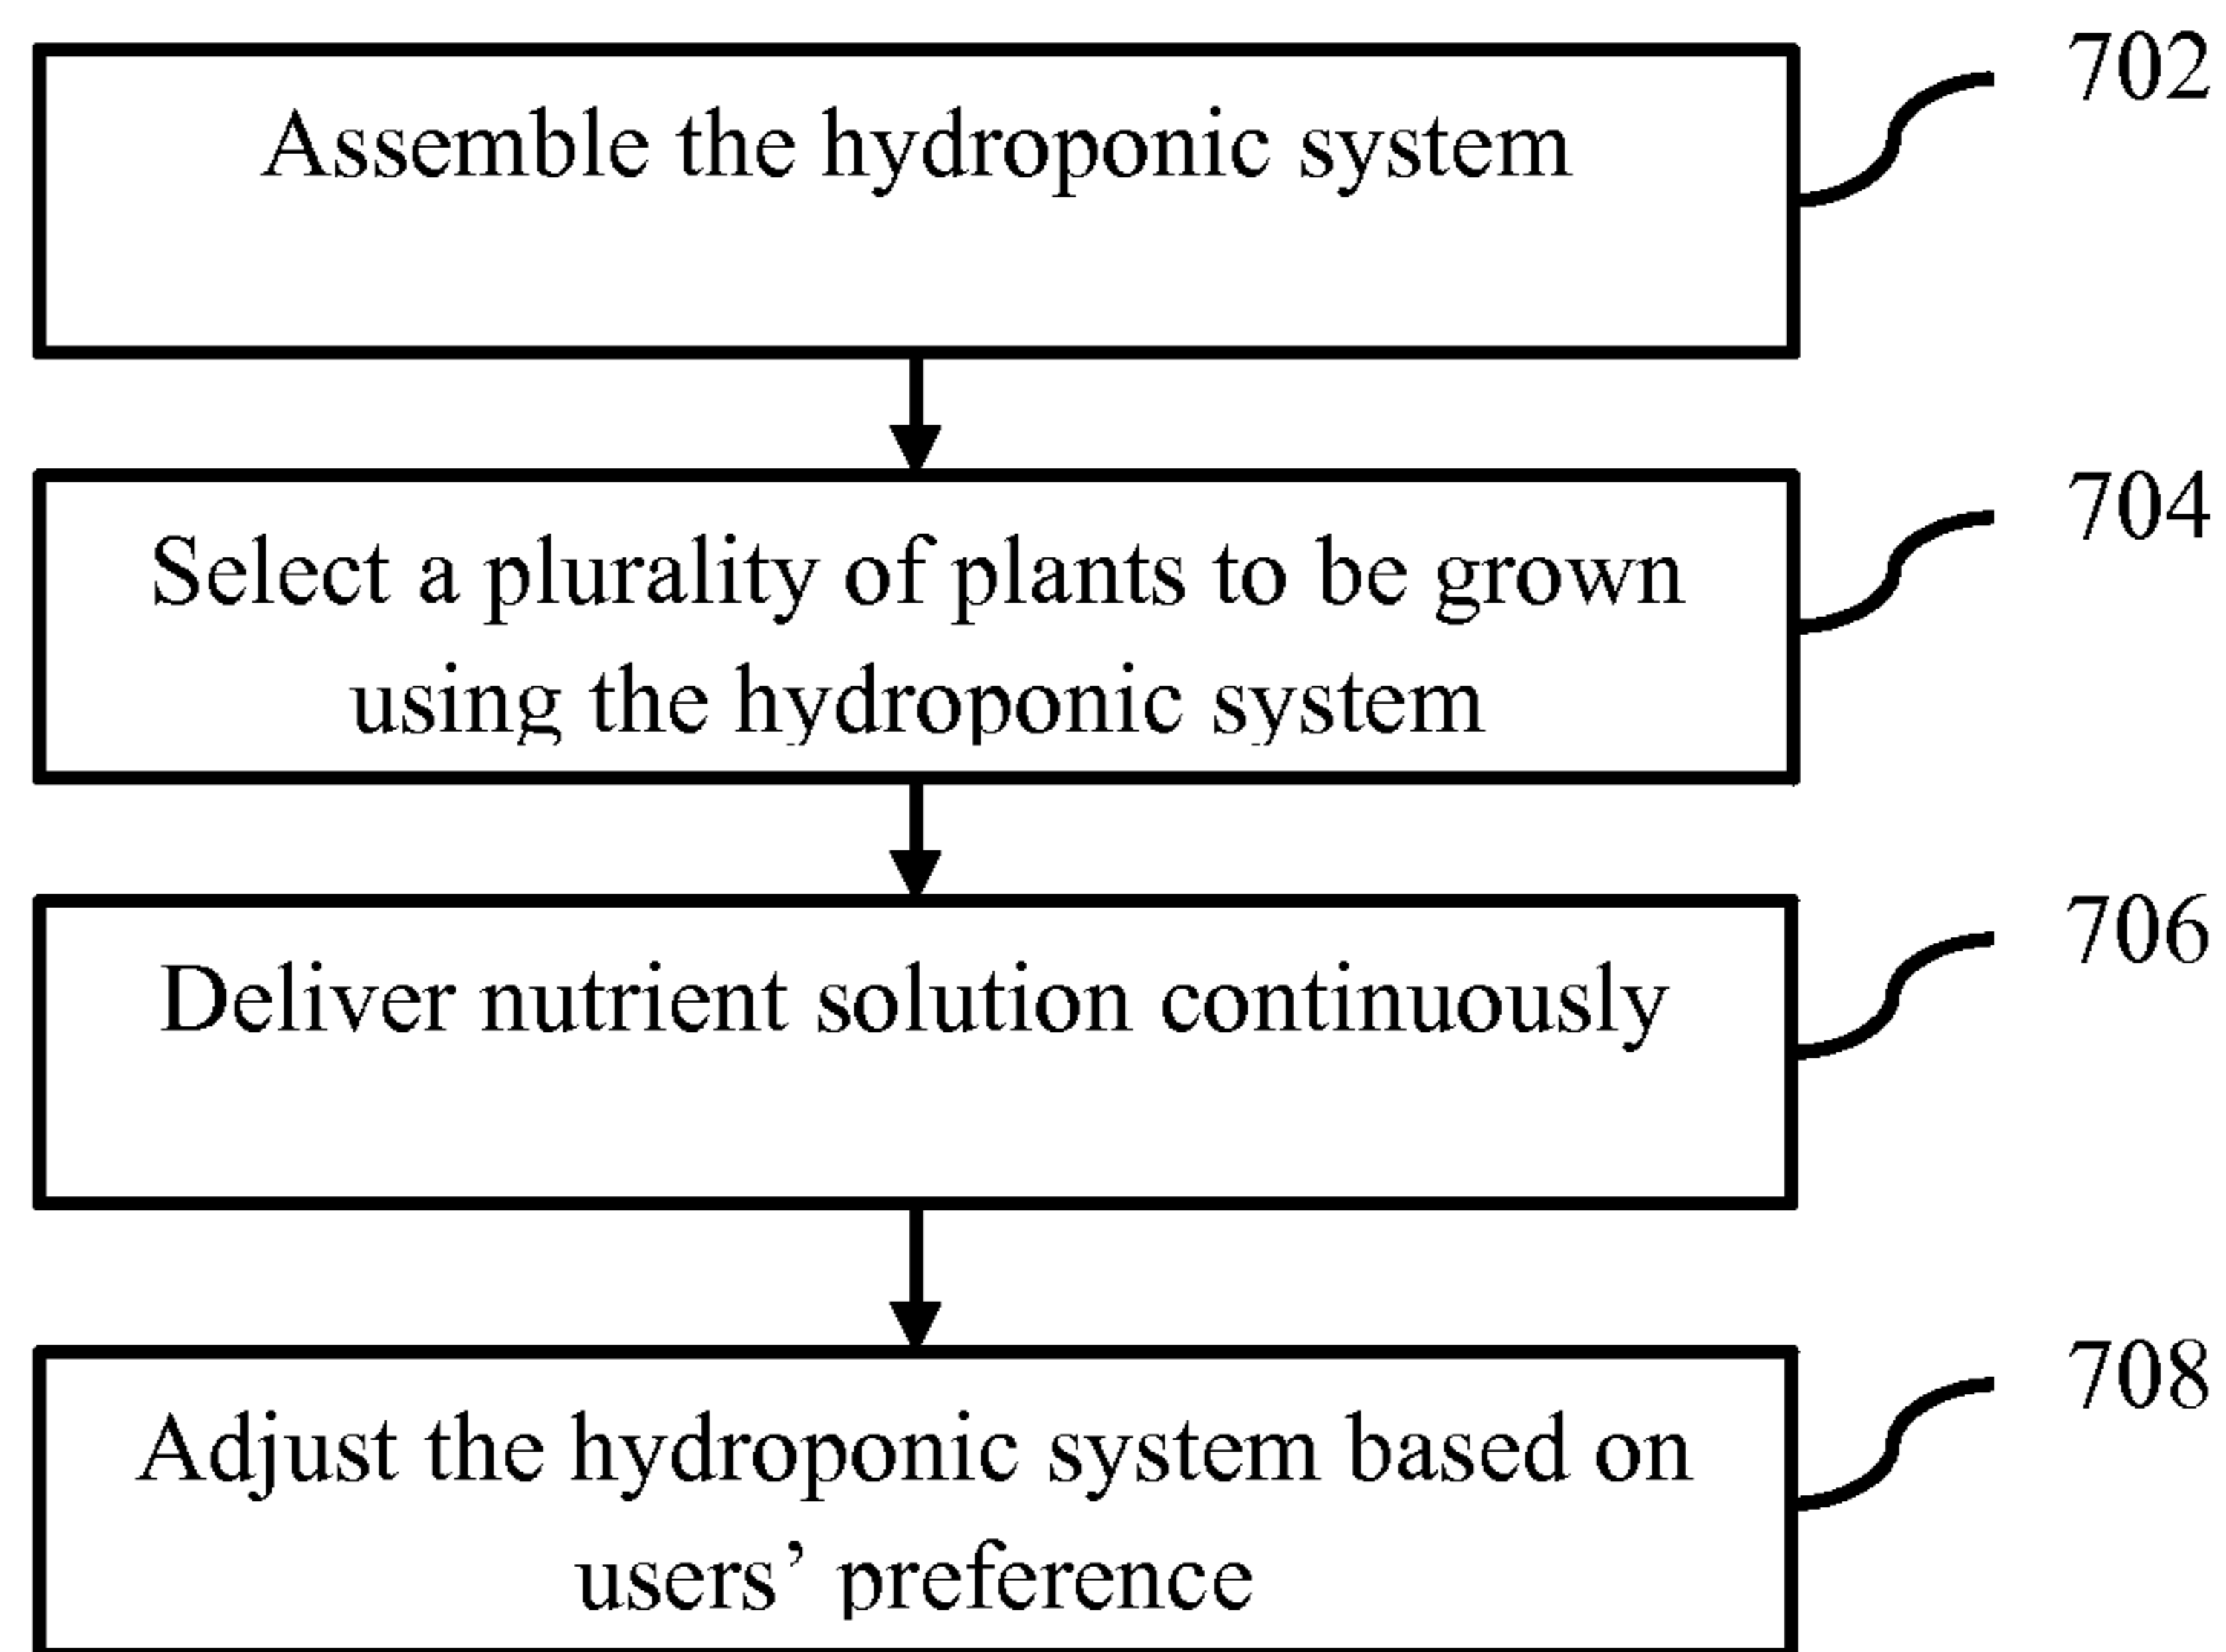 702
Assemble the hydroponic system
704
Select a plurality of plants to be grown
using the hydroponic system
706
Deliver nutrient solution continuously
708
Adjust the hydroponic system based on
users’ preference